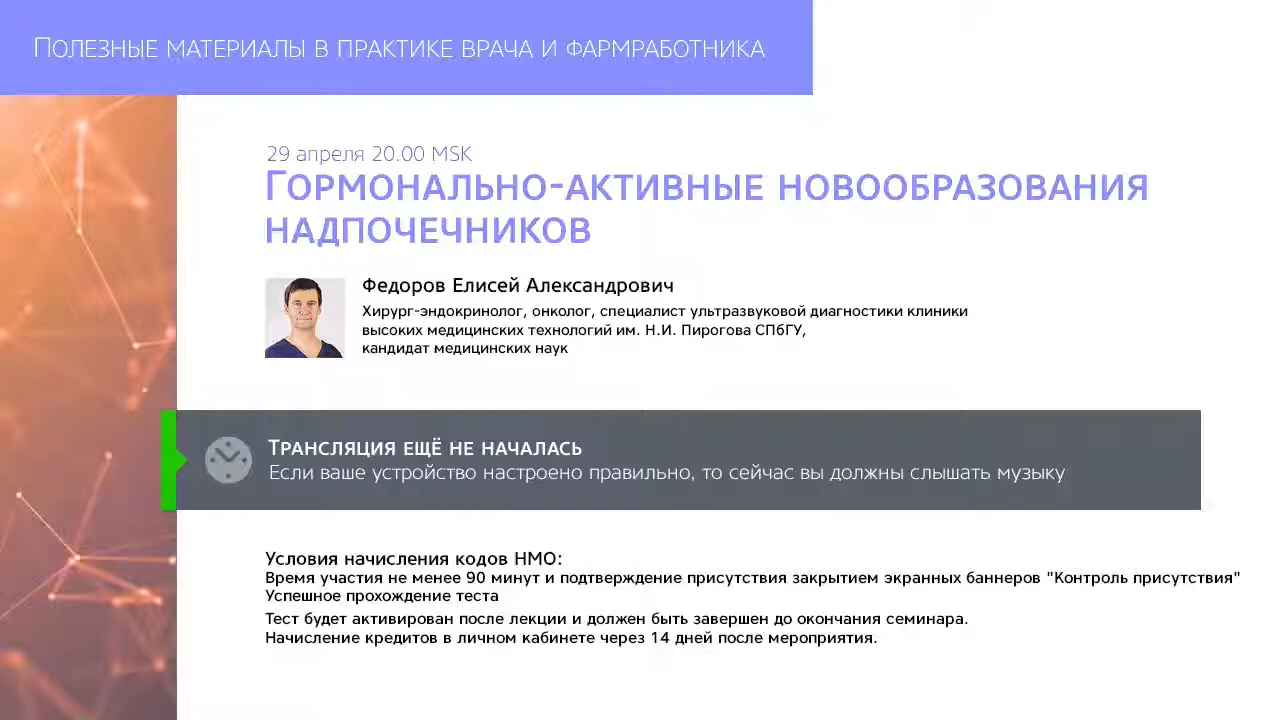 Полезные материалы в практике врача и фармработника
29 апреля 20.00 MSK
Гормонально-активные новообразования
надпочечников
Федоров Елисей Александрович
Хирург-эндокринолог, онколог, специалист ультразвуковой диагностики клиники
высоких медицинских технологий им. Н.И. Пирогова СПбГУ,
кандидат медицинских наук
Трансляция ещё не началась
Если ваше устройство настроено правильно, то сейчас вы должны слышать музыку
Условия начисления кодов НМО:
Время участия не менее 90 минут и подтверждение присутствия закрытием экранных баннеров "Контроль присутствия"
Успешное прохождение теста
Тест будет активирован после лекции и должен быть завершен до окончания семинара.
Начисление кредитов в личном кабинете через 14 дней после мероприятия.